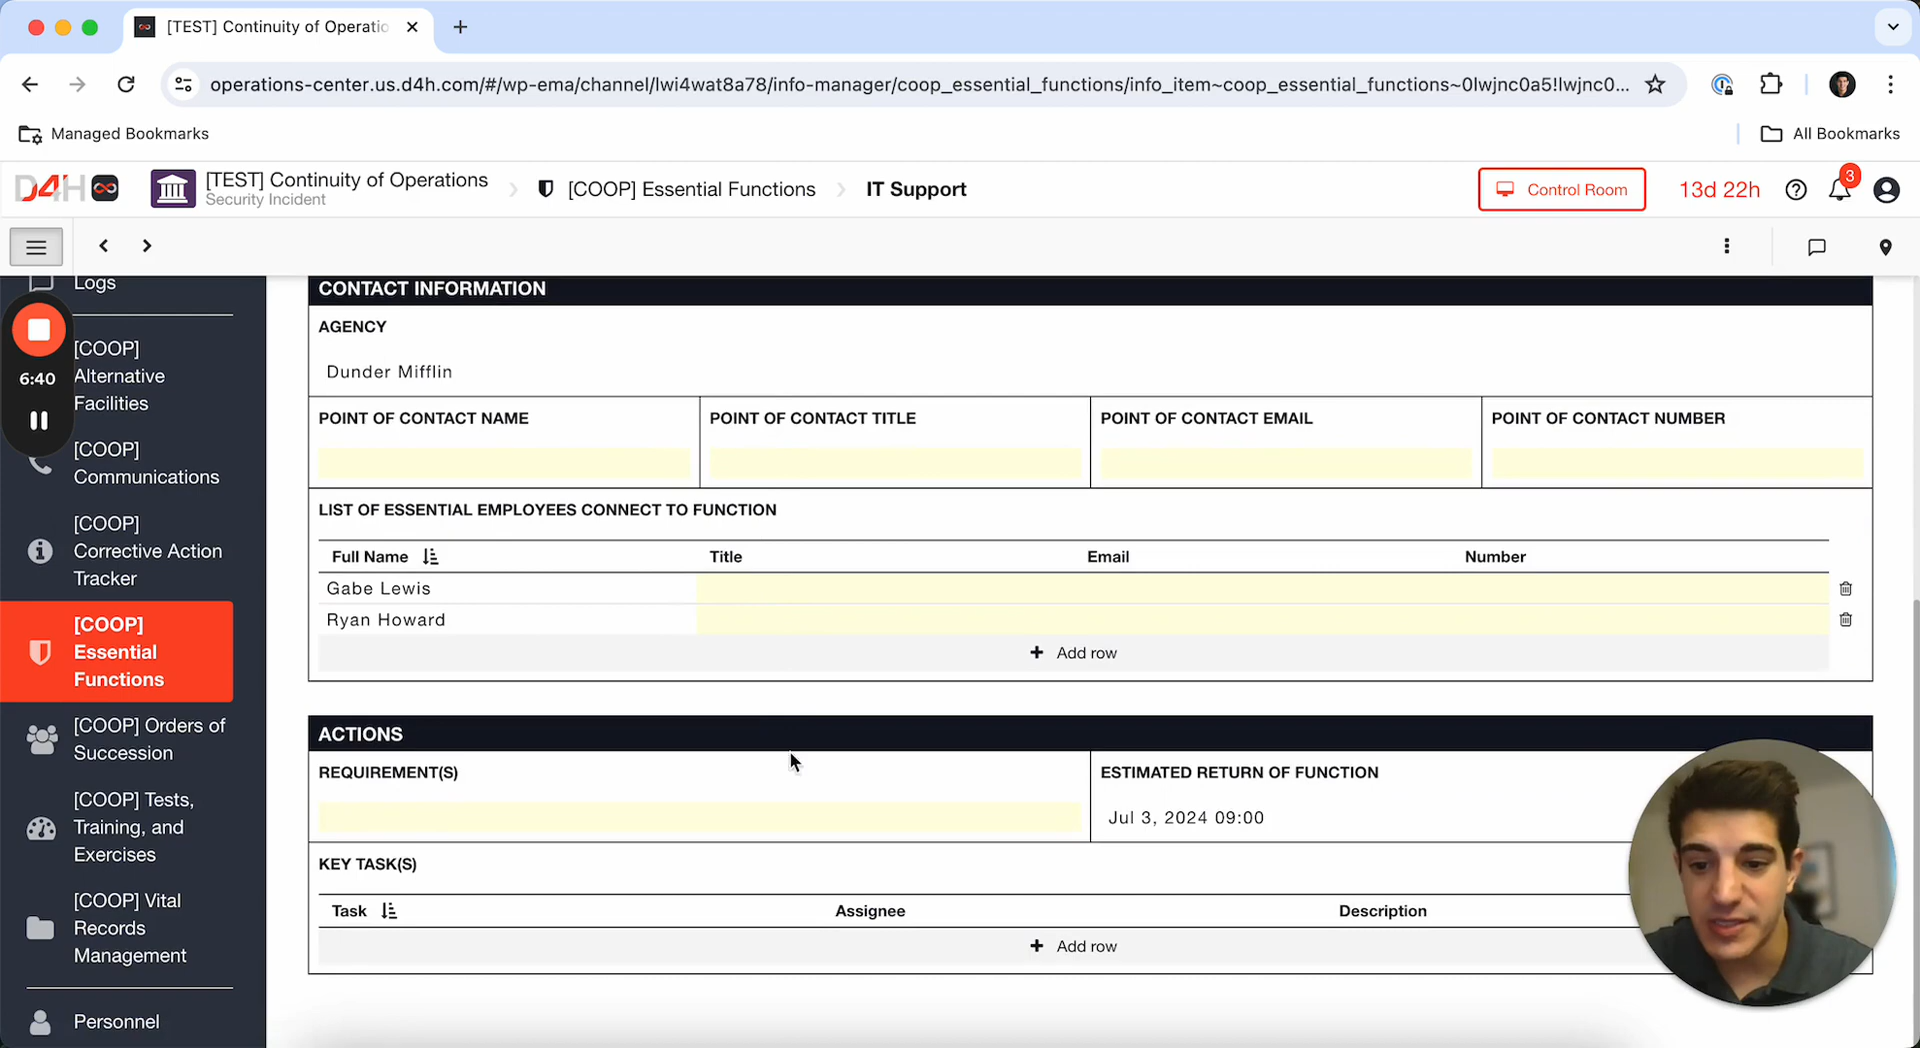 [TEST] Continuity of Operatio
operations-center.us.d4h.com/#/wp-ema/channel/lwi4wat8a78/info-manager/coop_essential_functions/info_item~coop_essential_functions~0lwjnc0a5!lwjnc0...
Managed Bookmarks
All Bookmarks
D4H
[TEST] Continuity of Operations
Security Incident
[COOP] Essential Functions
IT Support
Control Room
13d 22h
3
Logs
6:40
[COOP]
Alternative
Facilities
[COOP]
Communications
[COOP]
Corrective Action
Tracker
[COOP]
Essential
Functions
[COOP] Orders of
Succession
[COOP] Tests,
Training, and
Exercises
[COOP] Vital
Records
Management
Personnel
CONTACT INFORMATION
AGENCY
Dunder Mifflin
POINT OF CONTACT NAME
POINT OF CONTACT TITLE
POINT OF CONTACT EMAIL
POINT OF CONTACT NUMBER
LIST OF ESSENTIAL EMPLOYEES CONNECT TO FUNCTION
Full Name
Title
Email
Number
Gabe Lewis
Ryan Howard
+ Add row
ACTIONS
REQUIREMENT(S)
ESTIMATED RETURN OF FUNCTION
Jul 3, 2024 09:00
KEY TASK(S)
Task
Assignee
Description
+ Add row